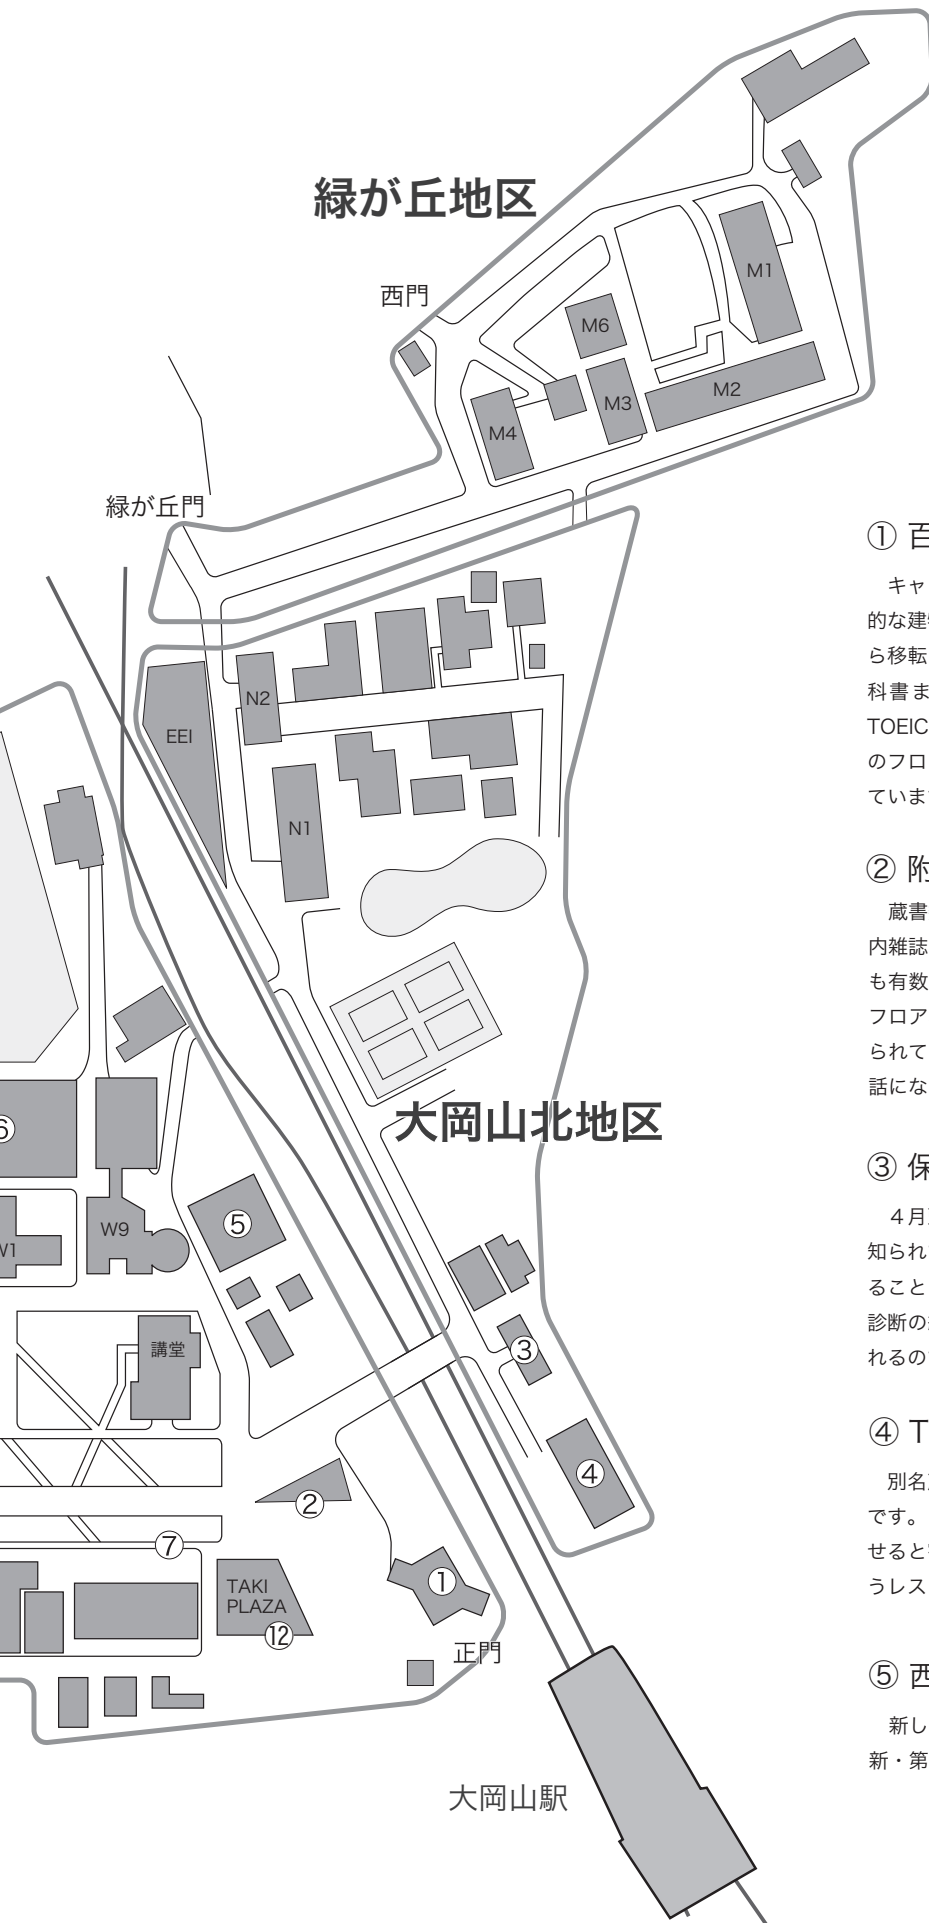 緑が丘地区
M1
西門
M6
M2
M3
M4
緑が丘門
N2
EEI
N1
大岡山北地区
6
⑤
W9
W1
講堂
③
④
②
⑦
①
TAKI
PLAZA
⑫
正門
大岡山駅
① 百
キャ
的な建
ら移転
科書ま
TOEIC
のフロ
ていま
② 附
蔵書
内雑誌
も有数
フロア
られて
話にな
③ 保
４月
知られ
ること
診断の
れるの
④ T
別名
です。
せると
うレス
⑤ 西
新し
新・第